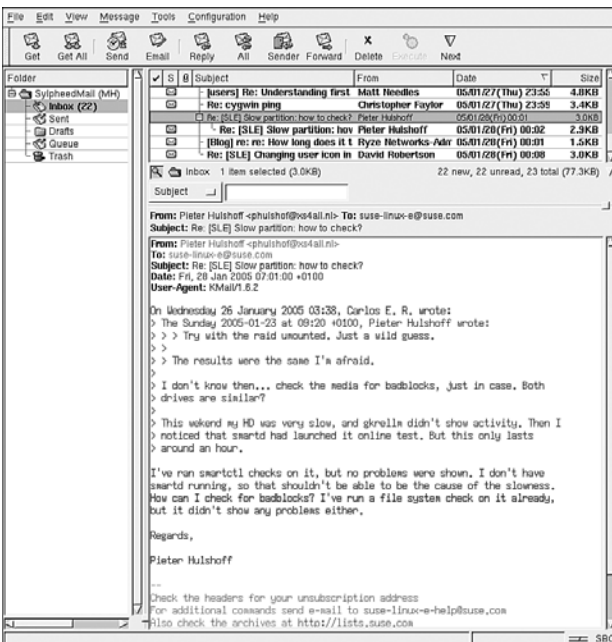 File Edit View Message Tools Configuration Help
Get Get All Send Email Reply All Sender Forward Delete Execute Next
Folder
SylpheedMail (MH)
Inbox (22)
Sent
Drafts
Queue
Trash
✔ S Subject From Date Size
[users] Re: Understanding first Matt Needles 05/01/27(Thu) 23:55 4.8KB
Re: cygwin ping Christopher Faylor 05/01/27(Thu) 23:59 3.4KB
Re: [SLE] Slow partition: how to check? Pieter Hulshoff 05/01/28(Fri) 00:01 3.0KB
Re: [SLE] Slow partition: hov Pieter Hulshoff 05/01/28(Fri) 00:02 2.9KB
[Blog] re: re: How long does it t Ryze Networks-Adm 05/01/28(Fri) 00:01 1.5KB
Re: [SLE] Changing user icon in David Robertson 05/01/28(Fri) 00:08 3.0KB
Inbox 1 item selected (3.0KB) 22 new, 22 unread, 23 total (77.3KB)
Subject
From: Pieter Hulshoff <phulshof@xs4all.nl> To: suse-linux-e@suse.com
Subject: Re: [SLE] Slow partition: how to check?
From: Pieter Hulshoff <phulshof@xs4all.nl>
To: suse-linux-e@suse.com
Subject: Re: [SLE] Slow partition: how to check?
Date: Fri, 28 Jan 2005 07:01:00 +0100
User-Agent: KMail/1.6.2
On Wednesday 26 January 2005 03:38, Carlos E. R. wrote:
> The Sunday 2005-01-23 at 09:20 +0100, Pieter Hulshoff wrote:
> > > Try with the raid umounted. Just a wild guess.
> >
> > The results were the same I'm afraid.
>
> I don't know then... check the media for badblocks, just in case. Both
> drives are similar?
>
> This wekend my HD was very slow, and gkrellm didn't show activity. Then I
> noticed that smartd had launched it online test. But this only lasts
> around an hour.
I've ran smartctl checks on it, but no problems were shown. I don't have
smartd running, so that shouldn't be able to be the cause of the slowness.
How can I check for badblocks? I've run a file system check on it already,
but it didn't show any problems either.
Regards,
Pieter Hulshoff
--
Check the headers for your unsubscription address
For additional commands send e-mail to suse-linux-e-help@suse.com
Also check the archives at http://lists.suse.com